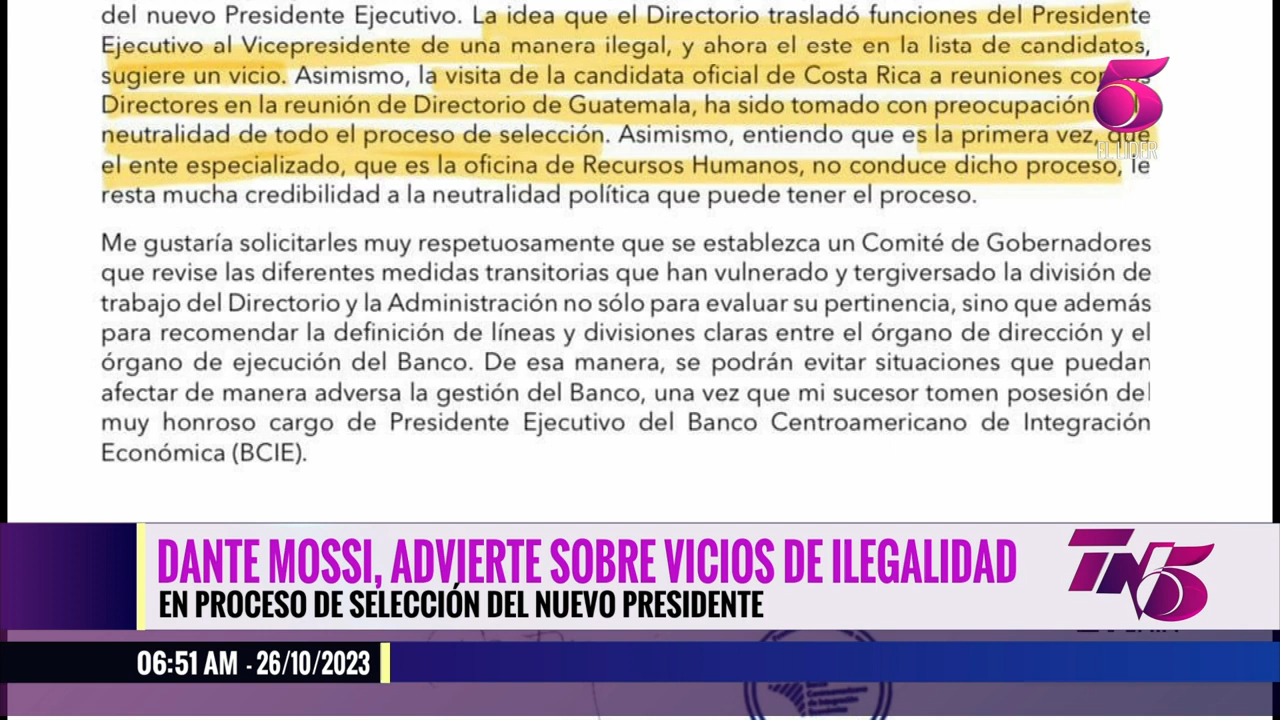 del nuevo Presidente Ejecutivo. La idea que el Directorio trasladó funciones del Presidente
Ejecutivo al Vicepresidente de una manera ilegal, y ahora el este en la lista de candidatos,
sugiere un vicio. Asimismo, la visita de la candidata oficial de Costa Rica a reuniones con los
Directores en la reunión de Directorio de Guatemala, ha sido tomado con preocupación
neutralidad de todo el proceso de selección. Asimismo, entiendo que es la primera vez, que
el ente especializado, que es la oficina de Recursos Humanos, no conduce dicho proceso, le
resta mucha credibilidad a la neutralidad política que puede tener el proceso.
Me gustaría solicitarles muy respetuosamente que se establezca un Comité de Gobernadores
que revise las diferentes medidas transitorias que han vulnerado y tergiversado la división de
trabajo del Directorio y la Administración no sólo para evaluar su pertinencia, sino que además
para recomendar la definición de líneas y divisiones claras entre el órgano de dirección y el
órgano de ejecución del Banco. De esa manera, se podrán evitar situaciones que puedan
afectar de manera adversa la gestión del Banco, una vez que mi sucesor tomen posesión del
muy honroso cargo de Presidente Ejecutivo del Banco Centroamericano de Integración
Económica (BCIE).
5
EL LÍDER
DANTE MOSSI, ADVIERTE SOBRE VICIOS DE ILEGALIDAD
EN PROCESO DE SELECCIÓN DEL NUEVO PRESIDENTE
TN5
06:51 AM - 26/10/2023
Banco
Centroamericano
de Integración
Económica